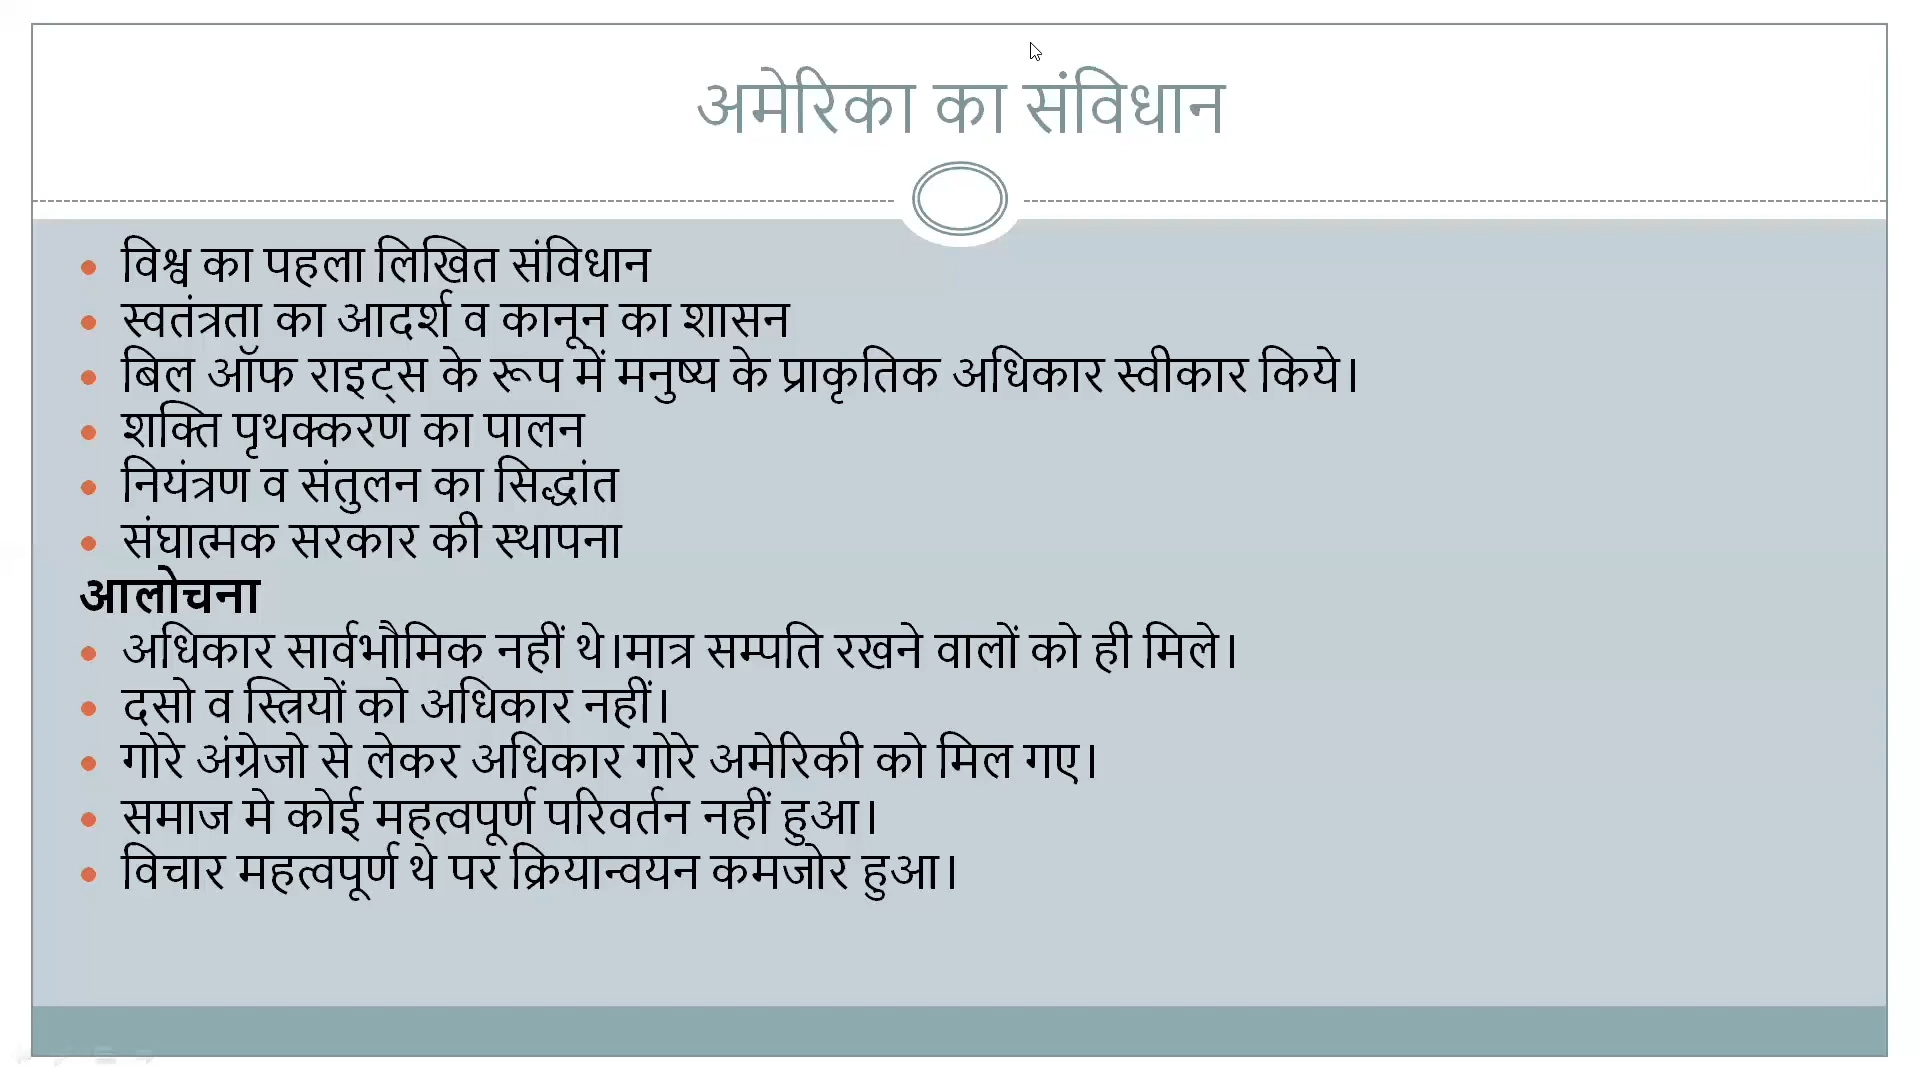 अमेरिका का संविधान
• विश्व का पहला लिखित संविधान
• स्वतंत्रता का आदर्श व कानून का शासन
• बिल ऑफ राइट्स के रूप में मनुष्य के प्राकृतिक अधिकार स्वीकार किये।
• शक्ति पृथक्करण का पालन
• नियंत्रण व संतुलन का सिद्धांत
• संघात्मक सरकार की स्थापना
आलोचना
• अधिकार सार्वभौमिक नहीं थे।मात्र सम्पति रखने वालों को ही मिले।
• दसो व स्त्रियों को अधिकार नहीं।
• गोरे अंग्रेजो से लेकर अधिकार गोरे अमेरिकी को मिल गए।
• समाज मे कोई महत्वपूर्ण परिवर्तन नहीं हुआ।
• विचार महत्वपूर्ण थे पर क्रियान्वयन कमजोर हुआ।